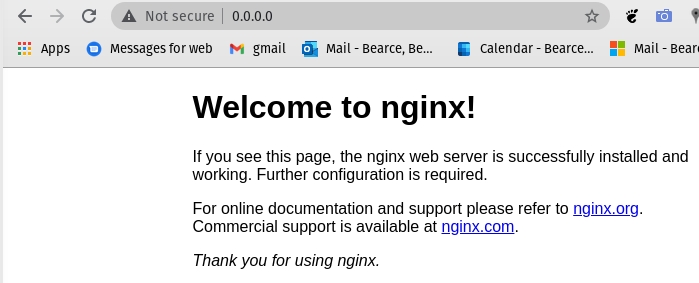 Not secure | 0.0.0.0
Apps Messages for web gmail Mail - Bearce, Be... Calendar - Bearce... Mail - Bear
Welcome to nginx!
If you see this page, the nginx web server is successfully installed and
working. Further configuration is required.
For online documentation and support please refer to nginx.org.
Commercial support is available at nginx.com.
Thank you for using nginx.